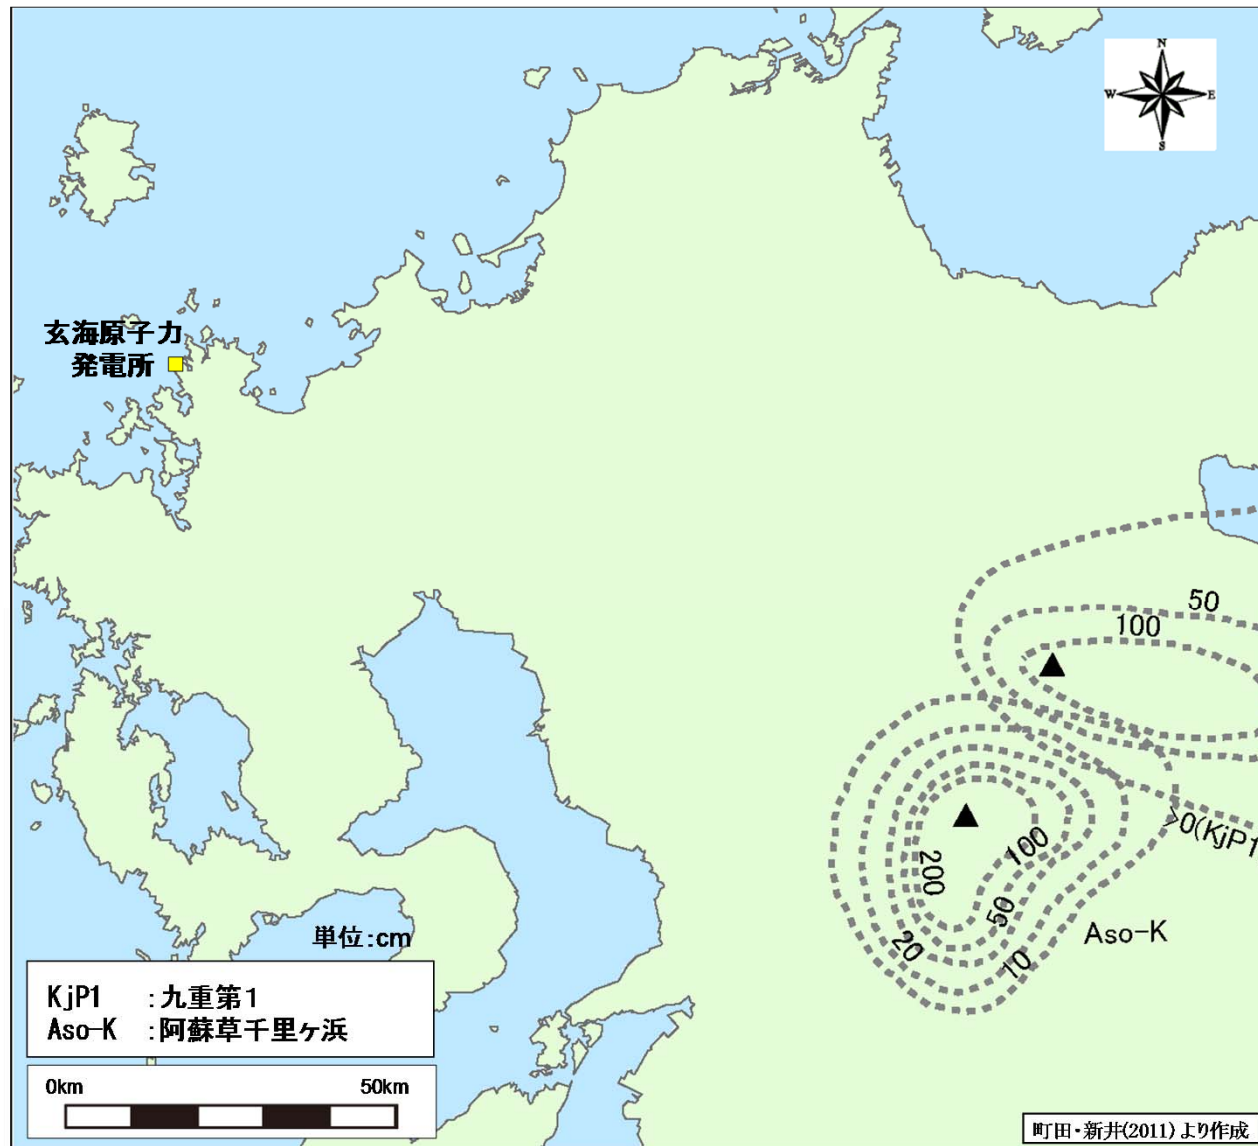 N
W
E
S
玄海原子力
発電所
50
100
>0(KjP1
100
200
50
20
10
Aso-K
単位:cm
KjP1 :九重第1
Aso-K :阿蘇草千里ヶ浜
0km 50km
町田・新井(2011)より作成